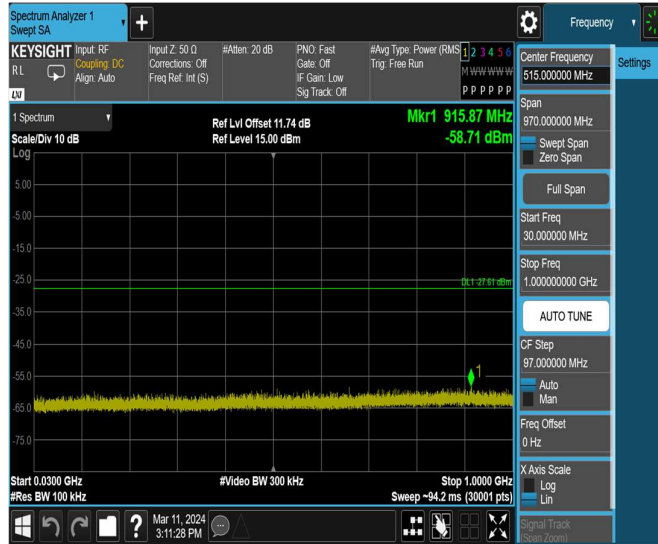 Spectrum Analyzer 1
Swept SA
Frequency
KEYSIGHT
R L
LXI
Input: RF
Coupling: DC
Align: Auto
Input Z: 50 Ω
Corrections: Off
Freq Ref: Int (S)
#Atten: 20 dB
PNO: Fast
Gate: Off
IF Gain: Low
Sig Track: Off
#Avg Type: Power (RMS
Trig: Free Run
1 2 3 4 5 6
M W W W W W
P P P P P P
1 Spectrum
Scale/Div 10 dB
Log
Ref Lvl Offset 11.74 dB
Ref Level 15.00 dBm
Mkr1 915.87 MHz
-58.71 dBm
5.00
-5.00
-15.0
-25.0
-35.0
-45.0
-55.0
-65.0
-75.0
DL1 -27.61 dBm
1
Start 0.0300 GHz
#Res BW 100 kHz
#Video BW 300 kHz
Stop 1.0000 GHz
Sweep ~94.2 ms (30001 pts)
Center Frequency
515.000000 MHz
Settings
Span
970.000000 MHz
Swept Span
Zero Span
Full Span
Start Freq
30.000000 MHz
Stop Freq
1.000000000 GHz
AUTO TUNE
CF Step
97.000000 MHz
Auto
Man
Freq Offset
0 Hz
X Axis Scale
Log
Lin
Signal Track
(Span Zoom)
?
Mar 11, 2024
3:11:28 PM